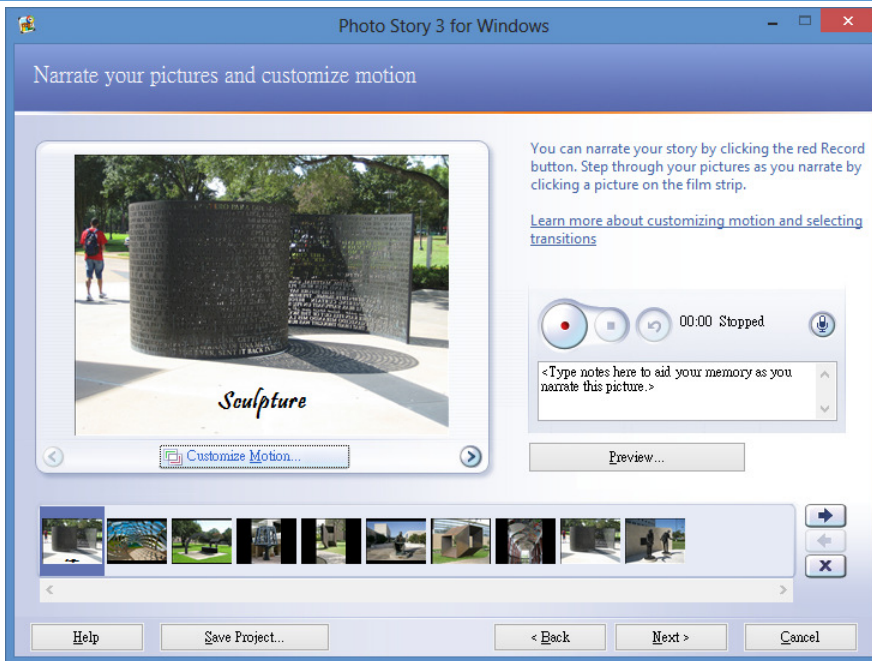 Photo Story 3 for Windows
Narrate your pictures and customize motion
You can narrate your story by clicking the red Record
button. Step through your pictures as you narrate by
clicking a picture on the film strip.
Learn more about customizing motion and selecting
transitions
Sculpture
Customize Motion...
00:00 Stopped
<Type notes here to aid your memory as you
narrate this picture.>
Preview...
Help
Save Project...
< Back
Next >
Cancel